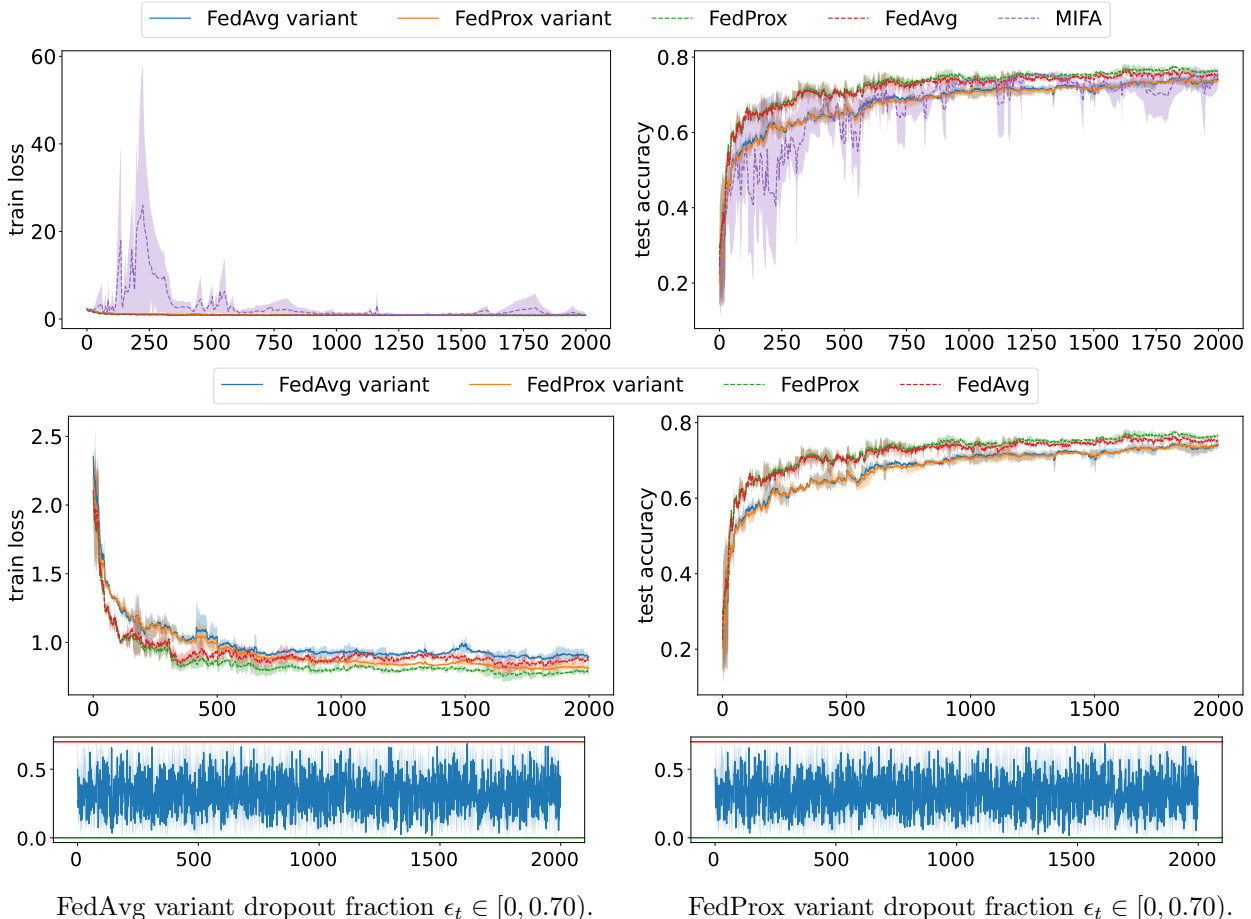 FedAvg variant FedProx variant FedProx FedAvg MIFA
train loss
60
40
20
0
0 250 500 750 1000 1250 1500 1750 2000
test accuracy
0.8
0.6
0.4
0.2
0 250 500 750 1000 1250 1500 1750 2000
FedAvg variant FedProx variant FedProx FedAvg
train loss
2.5
2.0
1.5
1.0
0 500 1000 1500 2000
test accuracy
0.8
0.6
0.4
0.2
0 500 1000 1500 2000
0.5
0.0
0 500 1000 1500 2000
0.5
0.0
0 500 1000 1500 2000
FedAvg variant dropout fraction ϵ_t ∈ [0, 0.70).
FedProx variant dropout fraction ϵ_t ∈ [0, 0.70).